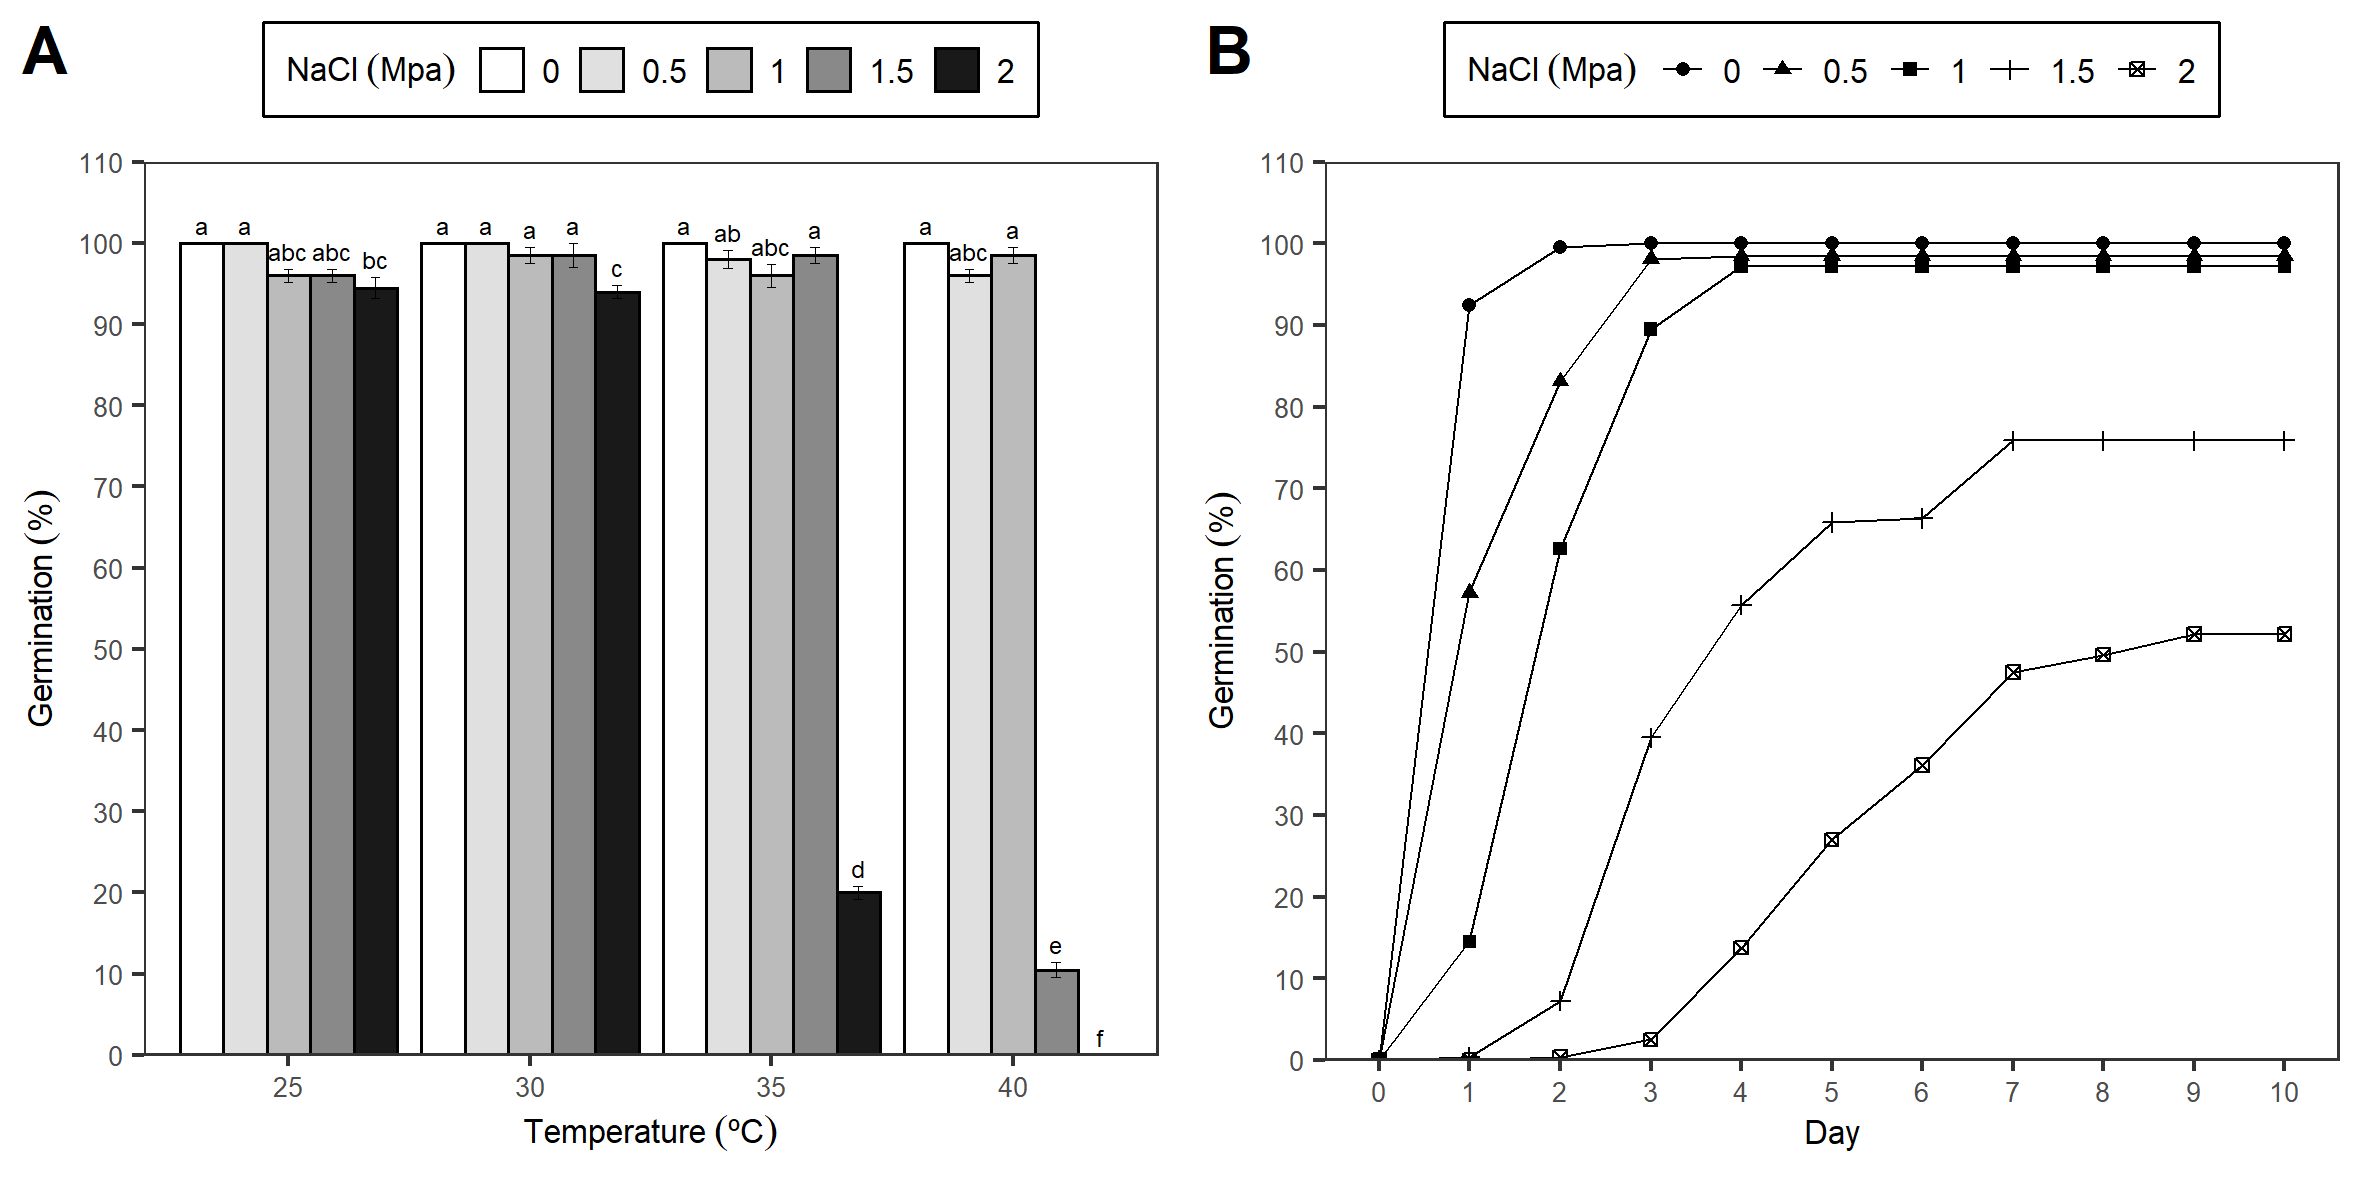 A
NaCl (Mpa) 0 0.5 1 1.5 2
110
100
90
80
70
60
50
40
30
20
10
0
Germination (%)
a a abc abc bc
a a a a c
a ab abc a d
a abc a e f
25 30 35 40
Temperature (ºC)
B
NaCl (Mpa) 0 0.5 1 1.5 2
110
100
90
80
70
60
50
40
30
20
10
0
Germination (%)
0 1 2 3 4 5 6 7 8 9 10
Day